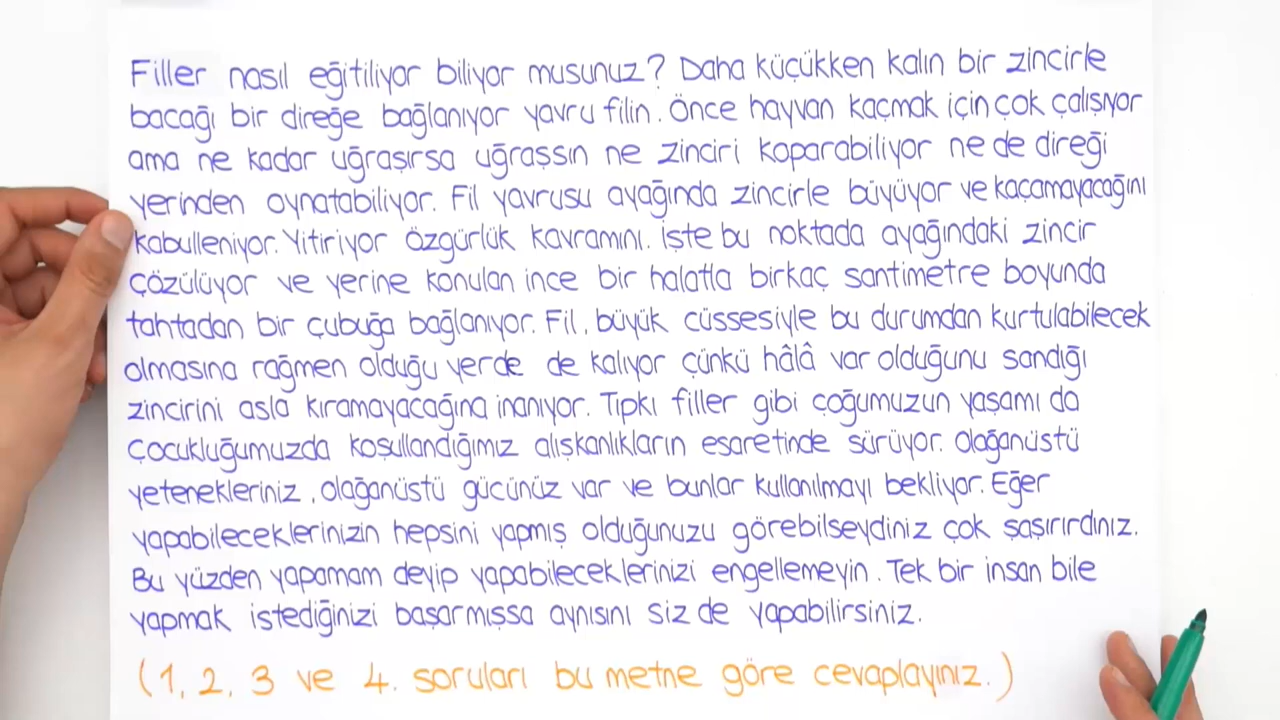 Filler nasıl eğitiliyor biliyor musunuz? Daha küçükken kalın bir zincirle
bacağı bir direğe bağlanıyor yavru filin. Önce hayvan kaçmak için çok çalışıyor
ama ne kadar uğraşırsa uğraşsın ne zinciri koparabiliyor ne de direği
yerinden oynatabiliyor. Fil yavrusu ayağında zincirle büyüyor ve kaçamayacağını
kabulleniyor. Yitiriyor özgürlük kavramını. İşte bu noktada ayağındaki zincir
çözülüyor ve yerine konulan ince bir halatla birkaç santimetre boyunda
tahtadan bir çubuğa bağlanıyor. Fil, büyük cüssesiyle bu durumdan kurtulabilecek
olmasına rağmen olduğu yerde de kalıyor çünkü hâlâ var olduğunu sandığı
zincirini asla kıramayacağına inanıyor. Tıpkı filler gibi çoğumuzun yaşamı da
çocukluğumuzda koşullandığımız alışkanlıkların esaretinde sürüyor. Olağanüstü
yetenekleriniz, olağanüstü gücünüz var ve bunlar kullanılmayı bekliyor. Eğer
yapabileceklerinizin hepsini yapmış olduğunuzu görebilseydiniz çok şaşırırdınız.
Bu yüzden yapamam deyip yapabileceklerinizi engellemeyin. Tek bir insan bile
yapmak istediğinizi başarmışsa aynısını siz de yapabilirsiniz.
(1, 2, 3 ve 4. soruları bu metne göre cevaplayınız.)